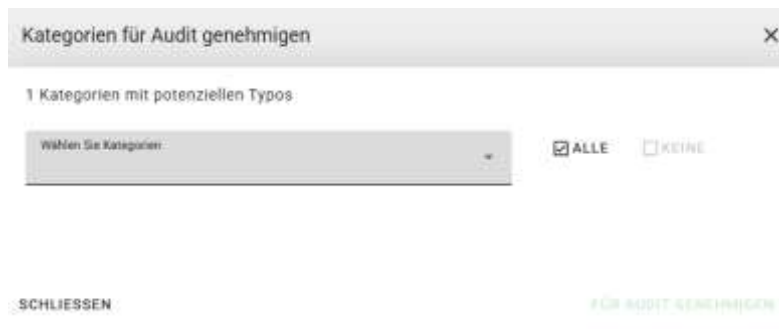 Kategorien für Audit genehmigen
1 Kategorien mit potenziellen Typos
Wählen Sie Kategorien
ALLE
KEINE
SCHLIESSEN
FÜR AUDIT GENEHMIGEN